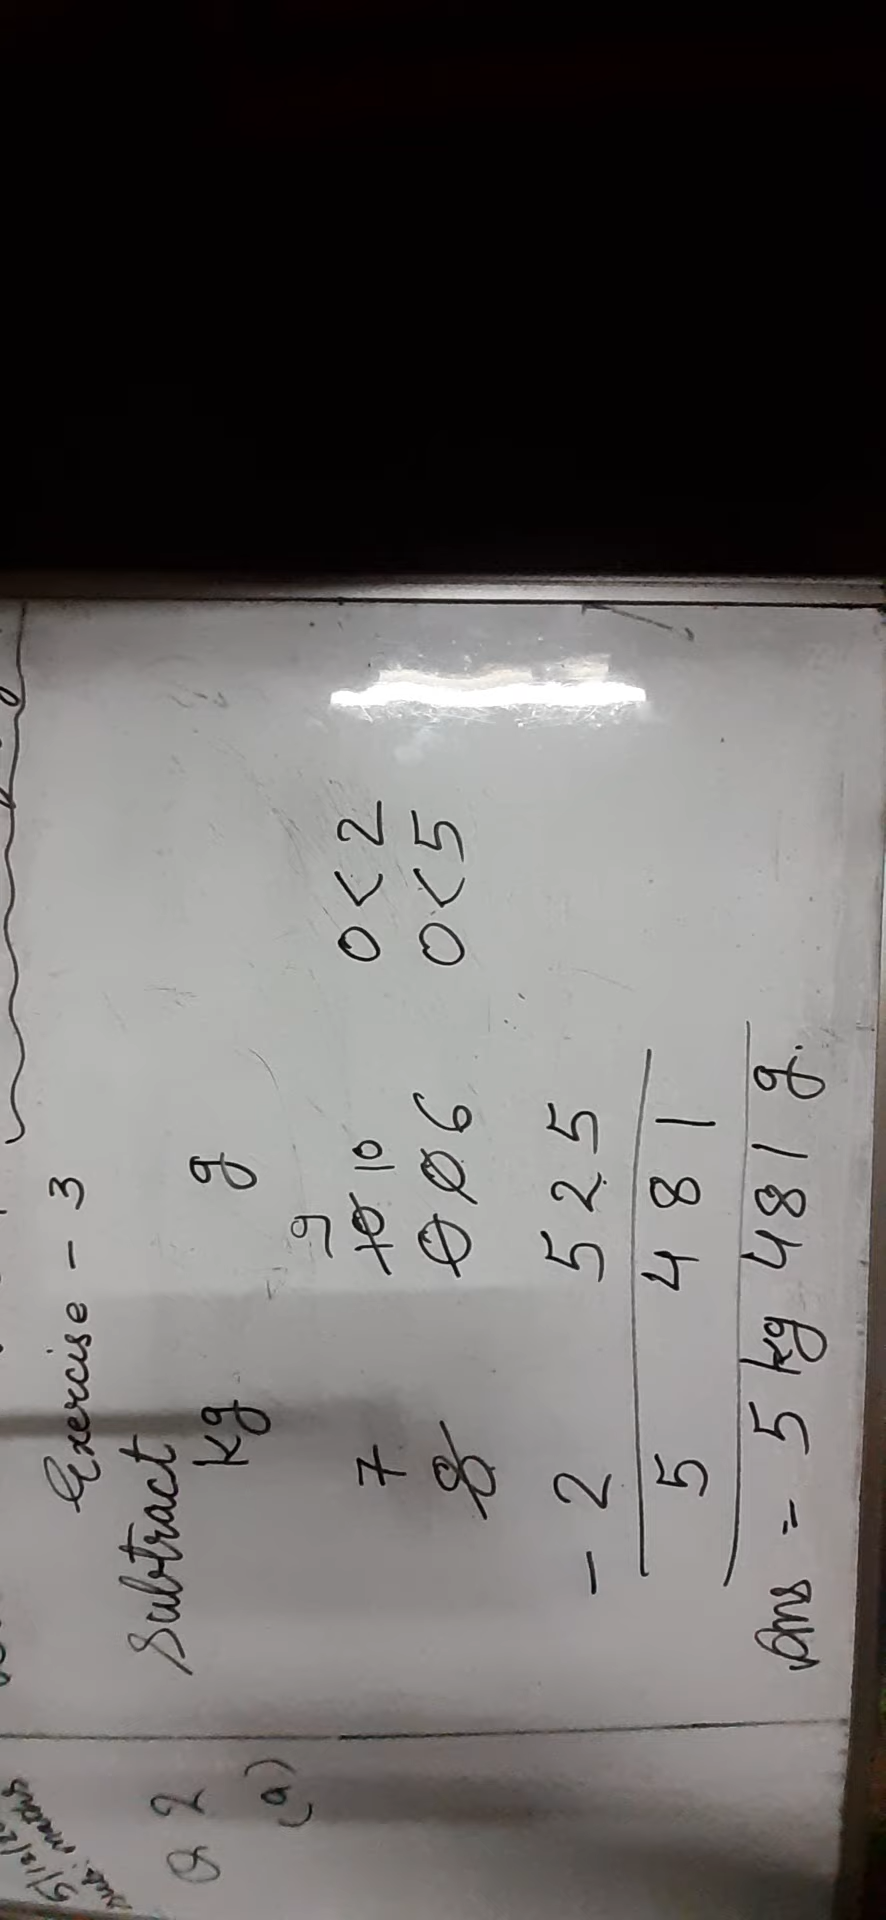 Exercise - 3
Q 2 Subtract
(a) kg g
9
7 10 10 0 < 2
8 0 0 6 0 < 5
- 2 5 2 5
5 4 8 1
Ans = 5 kg 481 g.